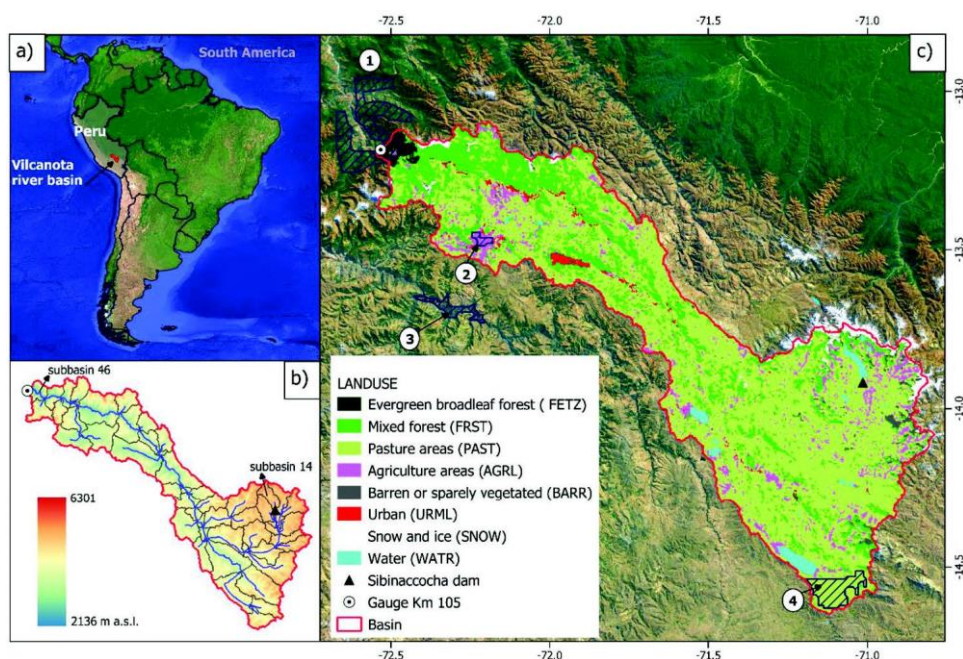 a)
South America
Peru
Vilcanota
river basin
b)
subbasin 46
subbasin 14
6301
2136 m a.s.l.
c)
-72.5
-72.0
-71.5
-71.0
1
2
3
4
-13.0
-13.5
-14.0
-14.5
LANDUSE
Evergreen broadleaf forest ( FETZ)
Mixed forest (FRST)
Pasture areas (PAST)
Agriculture areas (AGRL)
Barren or sparely vegetated (BARR)
Urban (URML)
Snow and ice (SNOW)
Water (WATR)
Sibinaccocha dam
Gauge Km 105
Basin
-72.5
-72.0
-71.5
-71.0